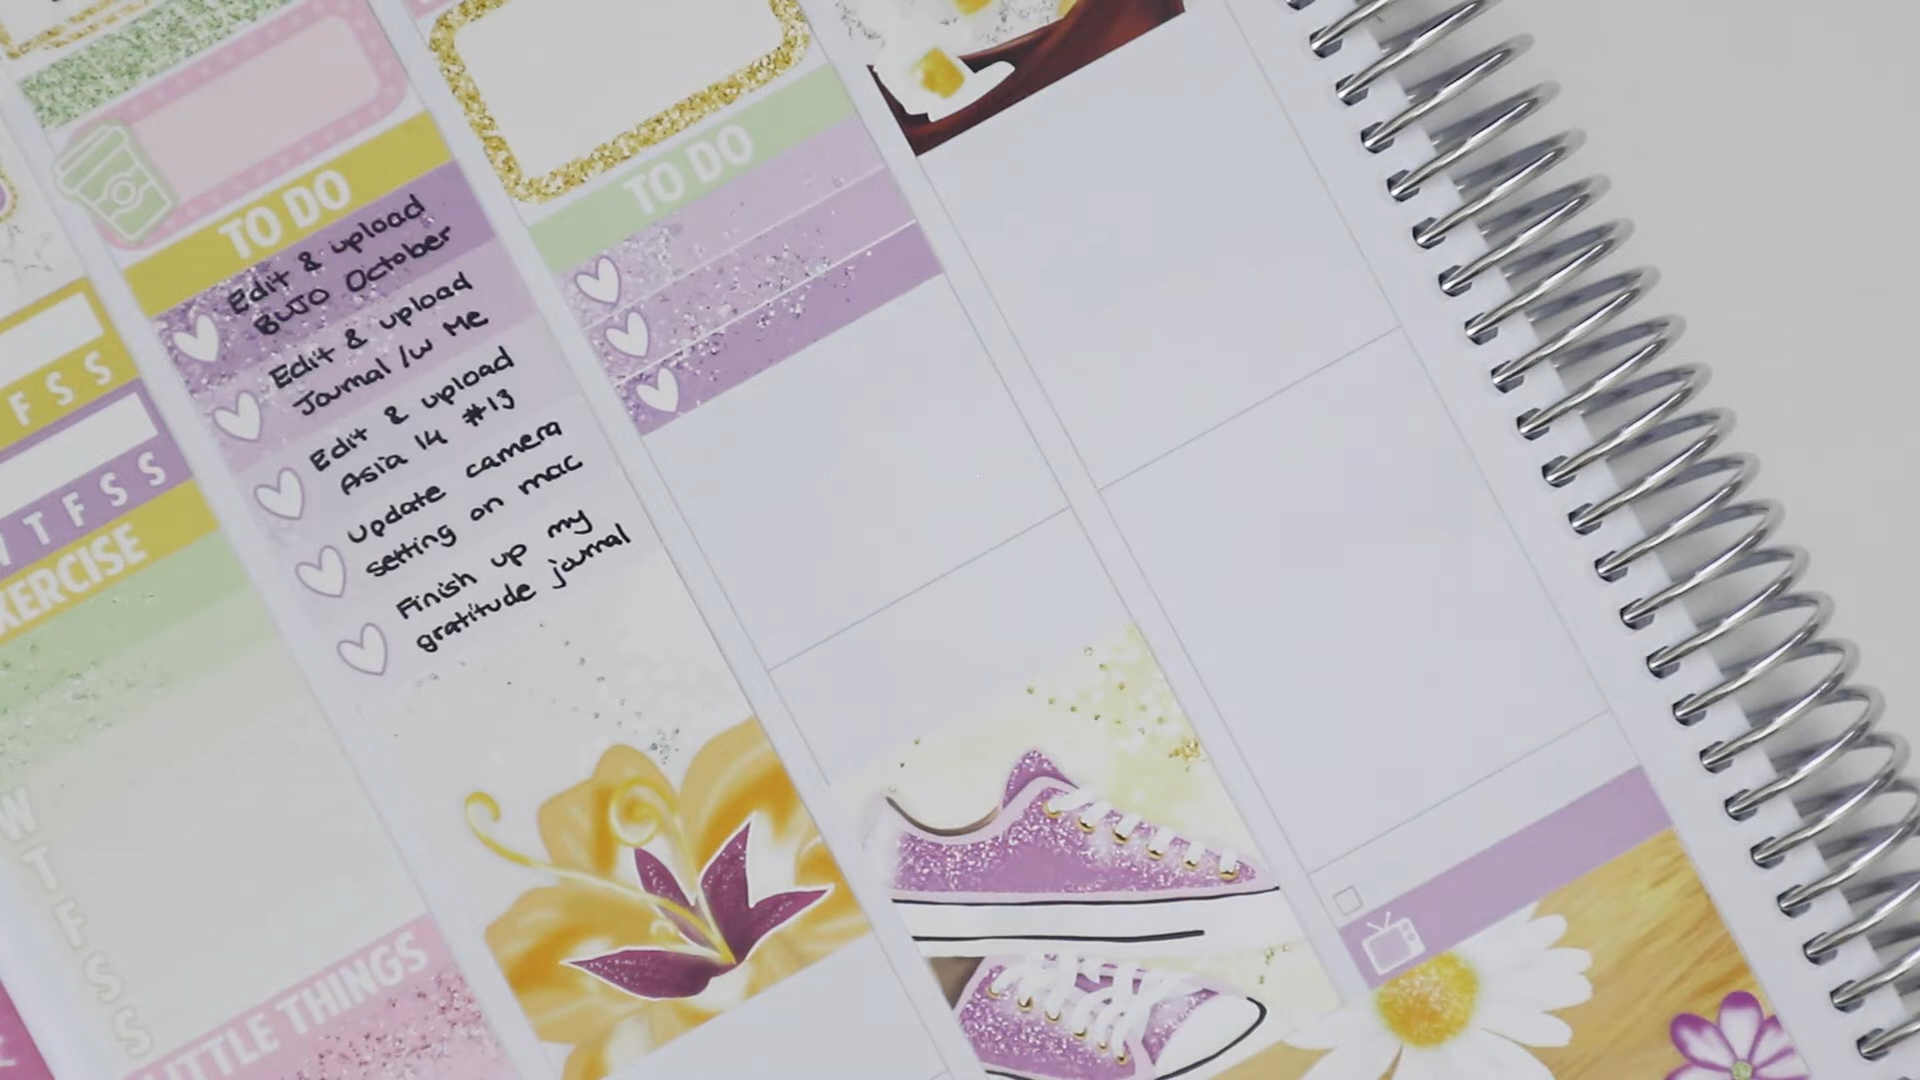 TO DO
Edit & upload
BUJO October
Edit & upload
Journal /w Me
Edit & upload
Asia 14 #13
update camera
setting on mac
Finish up my
gratitude journal
TO DO
F S S
T F S S
W
T
F
S
S
LITTLE THINGS